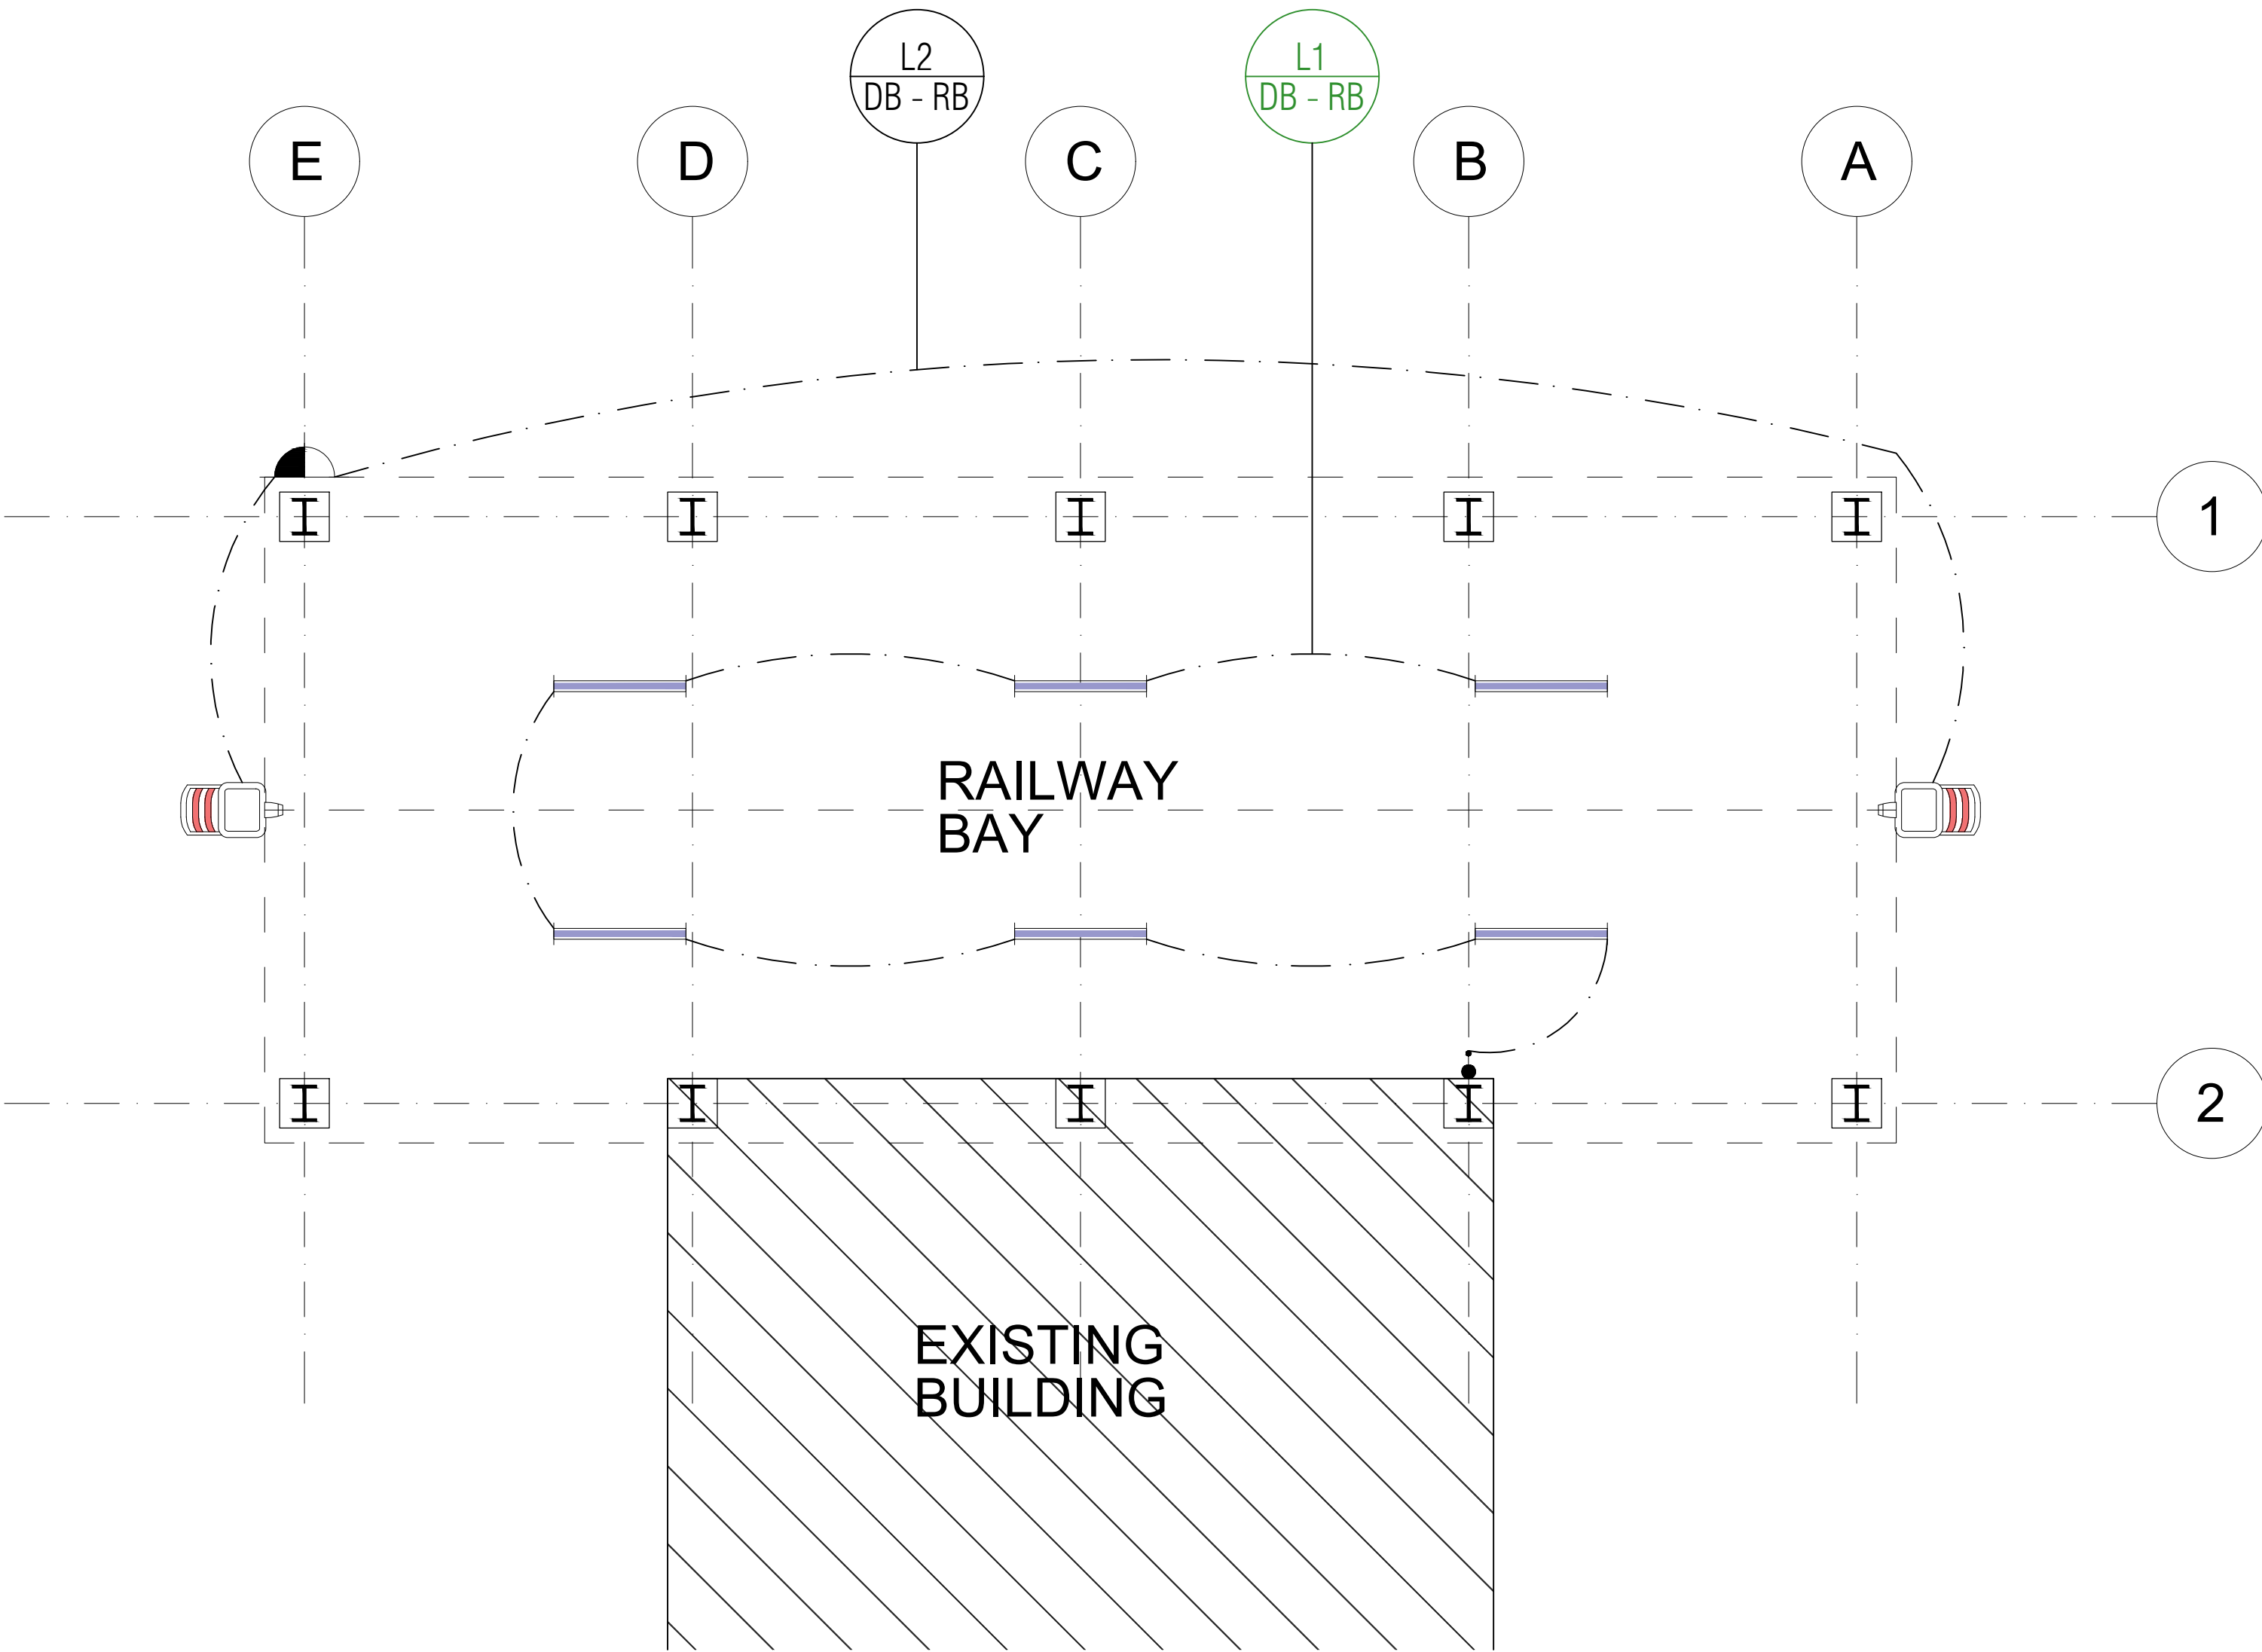 L2
DB - RB
L1
DB - RB
E
D
C
B
A
1
RAILWAY
BAY
2
EXISTING
BUILDING